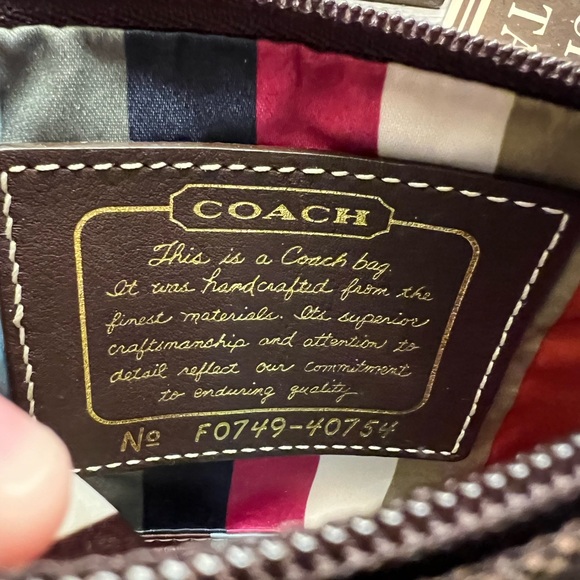 COACH
This is a Coach bag.
It was handcrafted from the
finest materials. Its superior
craftsmanship and attention to
detail reflect our commitment
to enduring quality.
No F0749-40754
TA